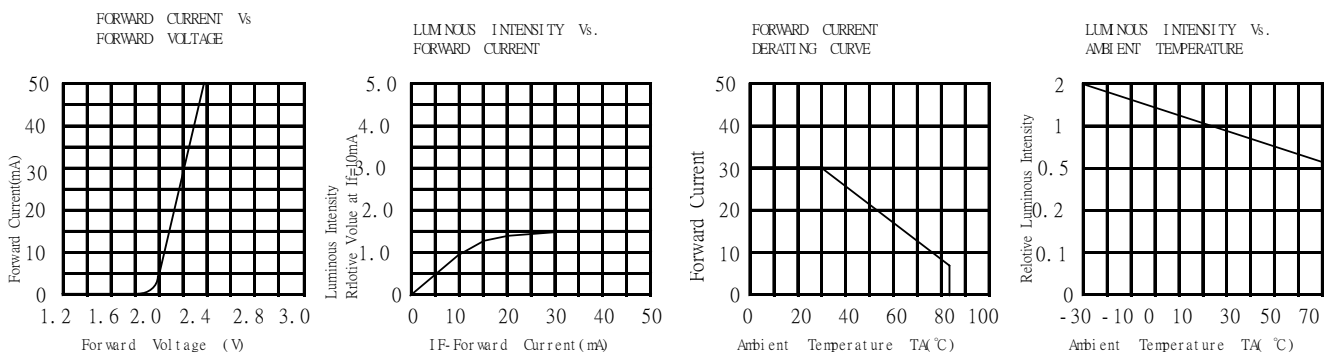 FORWARD CURRENT Vs
FORWARD VOLTAGE
50
40
30
20
10
0
Forward Current(mA)
1.2 1.6 2.0 2.4 2.8 3.0
Forward Voltage (V)
LUMINOUS INTENSITY Vs.
FORWARD CURRENT
5.0
4.0
3.0
2.0
1.0
0
Luminous Intensity
Rrlotive Volue at If=10mA
0 10 20 30 40 50
IF-Forward Current(mA)
FORWARD CURRENT
DERATING CURVE
50
40
30
20
10
0
Forward Current
0 20 40 60 80 100
Ambient Temperature TA(℃)
LUMINOUS INTENSITY Vs.
AMBIENT TEMPERATURE
2
1
0.5
0.2
0.1
0
Relotive Luminous Intensity
-30 -10 0 10 30 50 70
Ambient Temperature TA(℃)